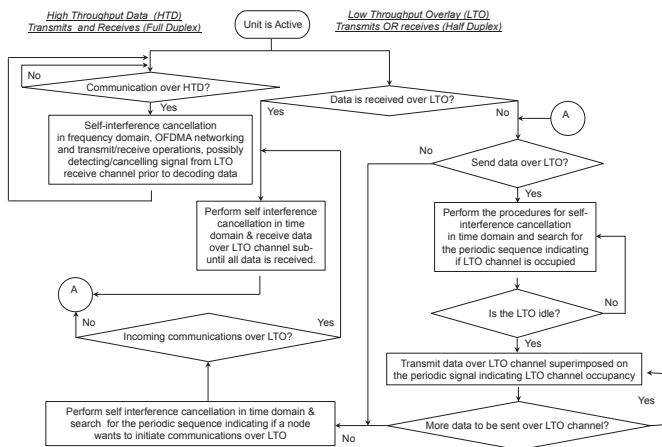 High Throughput Data (HTD)
Transmits and Receives (Full Duplex)
Unit is Active
Low Throughput Overlay (LTO)
Transmits OR receives (Half Duplex)
No
Communication over HTD?
Yes
Self-interference cancellation
in frequency domain, OFDMA networking
and transmit/receive operations, possibly
detecting/cancelling signal from LTO
receive channel prior to decoding data
Data is received over LTO?
Yes
No
A
Send data over LTO?
Yes
No
Perform self interference
cancellation in time
domain & receive data
over LTO channel sub-
until all data is received.
Perform the procedures for self-
interference cancellation
in time domain and search for
the periodic sequence indicating
if LTO channel is occupied
A
No
Yes
Incoming communications over LTO?
No
Is the LTO idle?
Yes
Transmit data over LTO channel superimposed on
the periodic signal indicating LTO channel occupancy
Yes
Perform self interference cancellation in time domain &
search for the periodic sequence indicating if a node
wants to initiate communications over LTO
No
More data to be sent over LTO channel?